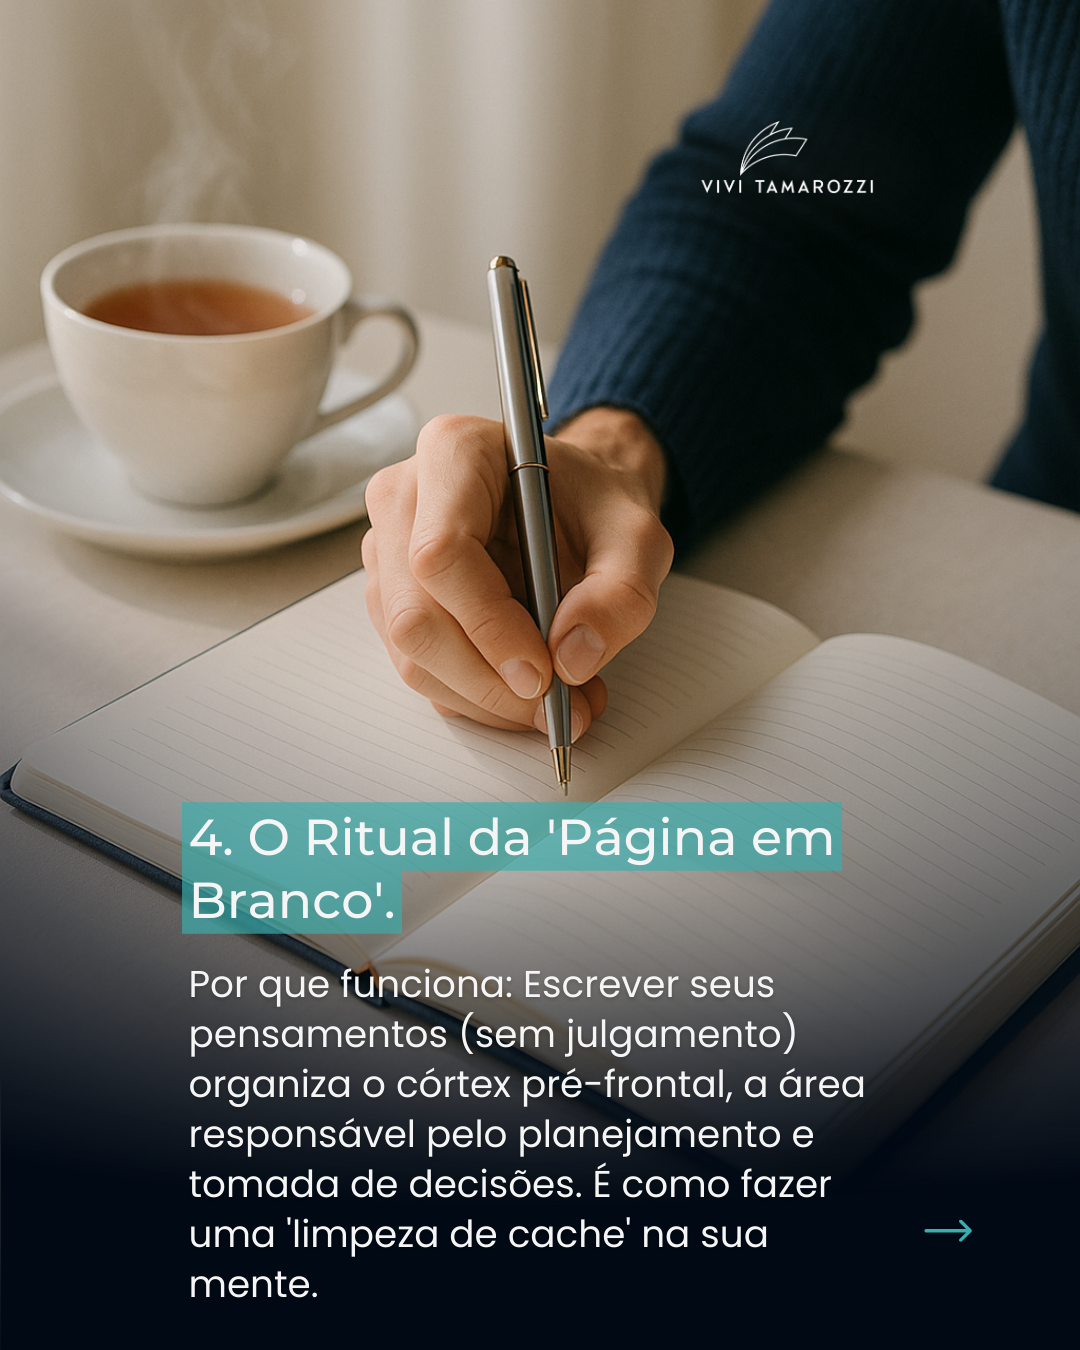 VIVI TAMAROZZI
4. O Ritual da 'Página em
Branco'.
Por que funciona: Escrever seus
pensamentos (sem julgamento)
organiza o córtex pré-frontal, a área
responsável pelo planejamento e
tomada de decisões. É como fazer
uma 'limpeza de cache' na sua
mente.